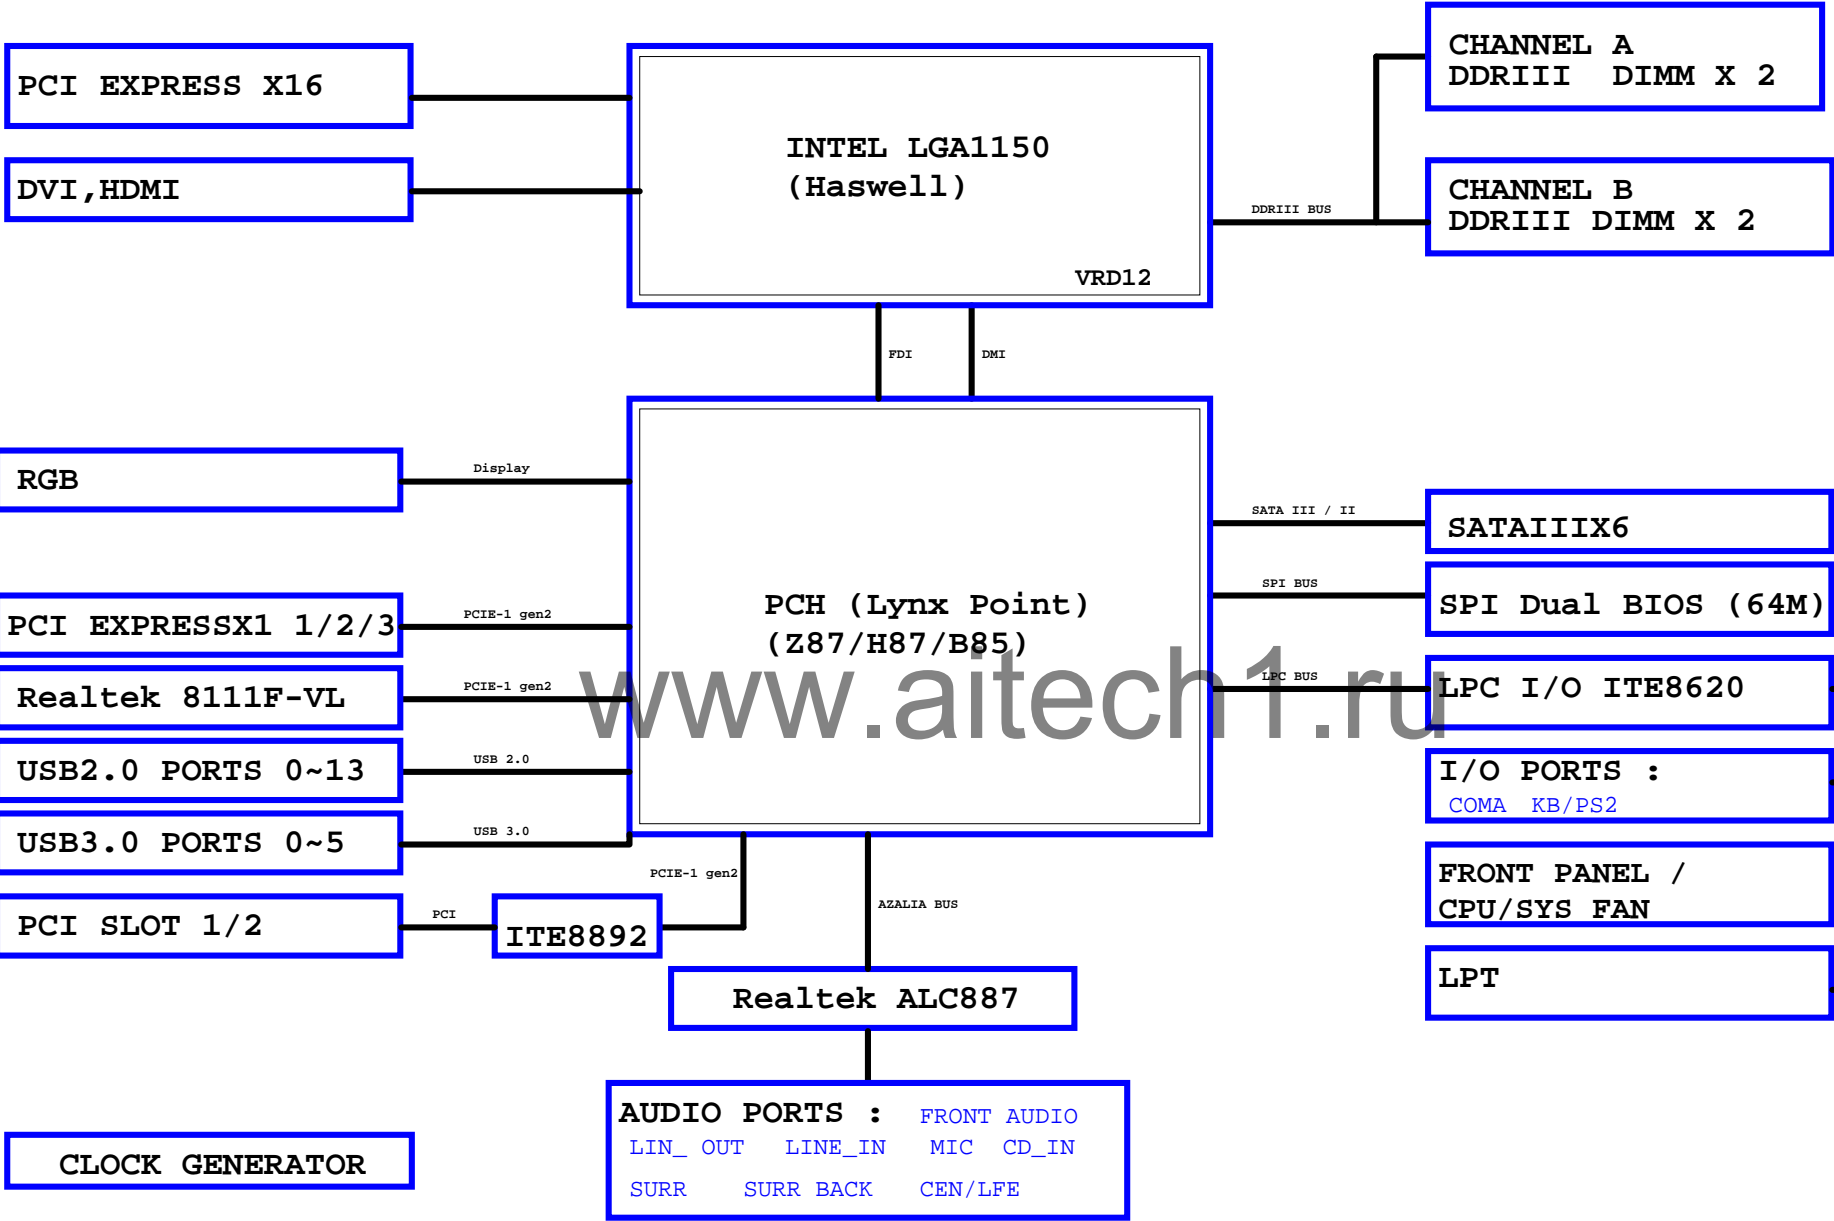 PCI EXPRESS X16
DVI,HDMI
INTEL LGA1150
(Haswell)
VRD12
DDRIII BUS
CHANNEL A
DDRIII DIMM X 2
CHANNEL B
DDRIII DIMM X 2
FDI
DMI
RGB
Display
PCI EXPRESSX1 1/2/3
PCIE-1 gen2
Realtek 8111F-VL
PCIE-1 gen2
USB2.0 PORTS 0~13
USB 2.0
USB3.0 PORTS 0~5
USB 3.0
PCI SLOT 1/2
PCI
ITE8892
PCIE-1 gen2
PCH (Lynx Point)
(Z87/H87/B85)
www.aitech1.ru
SATA III / II
SATAIIIX6
SPI BUS
SPI Dual BIOS (64M)
LPC BUS
LPC I/O ITE8620
I/O PORTS :
COMA KB/PS2
FRONT PANEL /
CPU/SYS FAN
LPT
AZALIA BUS
Realtek ALC887
AUDIO PORTS : FRONT AUDIO
LIN_ OUT LINE_IN MIC CD_IN
SURR SURR BACK CEN/LFE
CLOCK GENERATOR